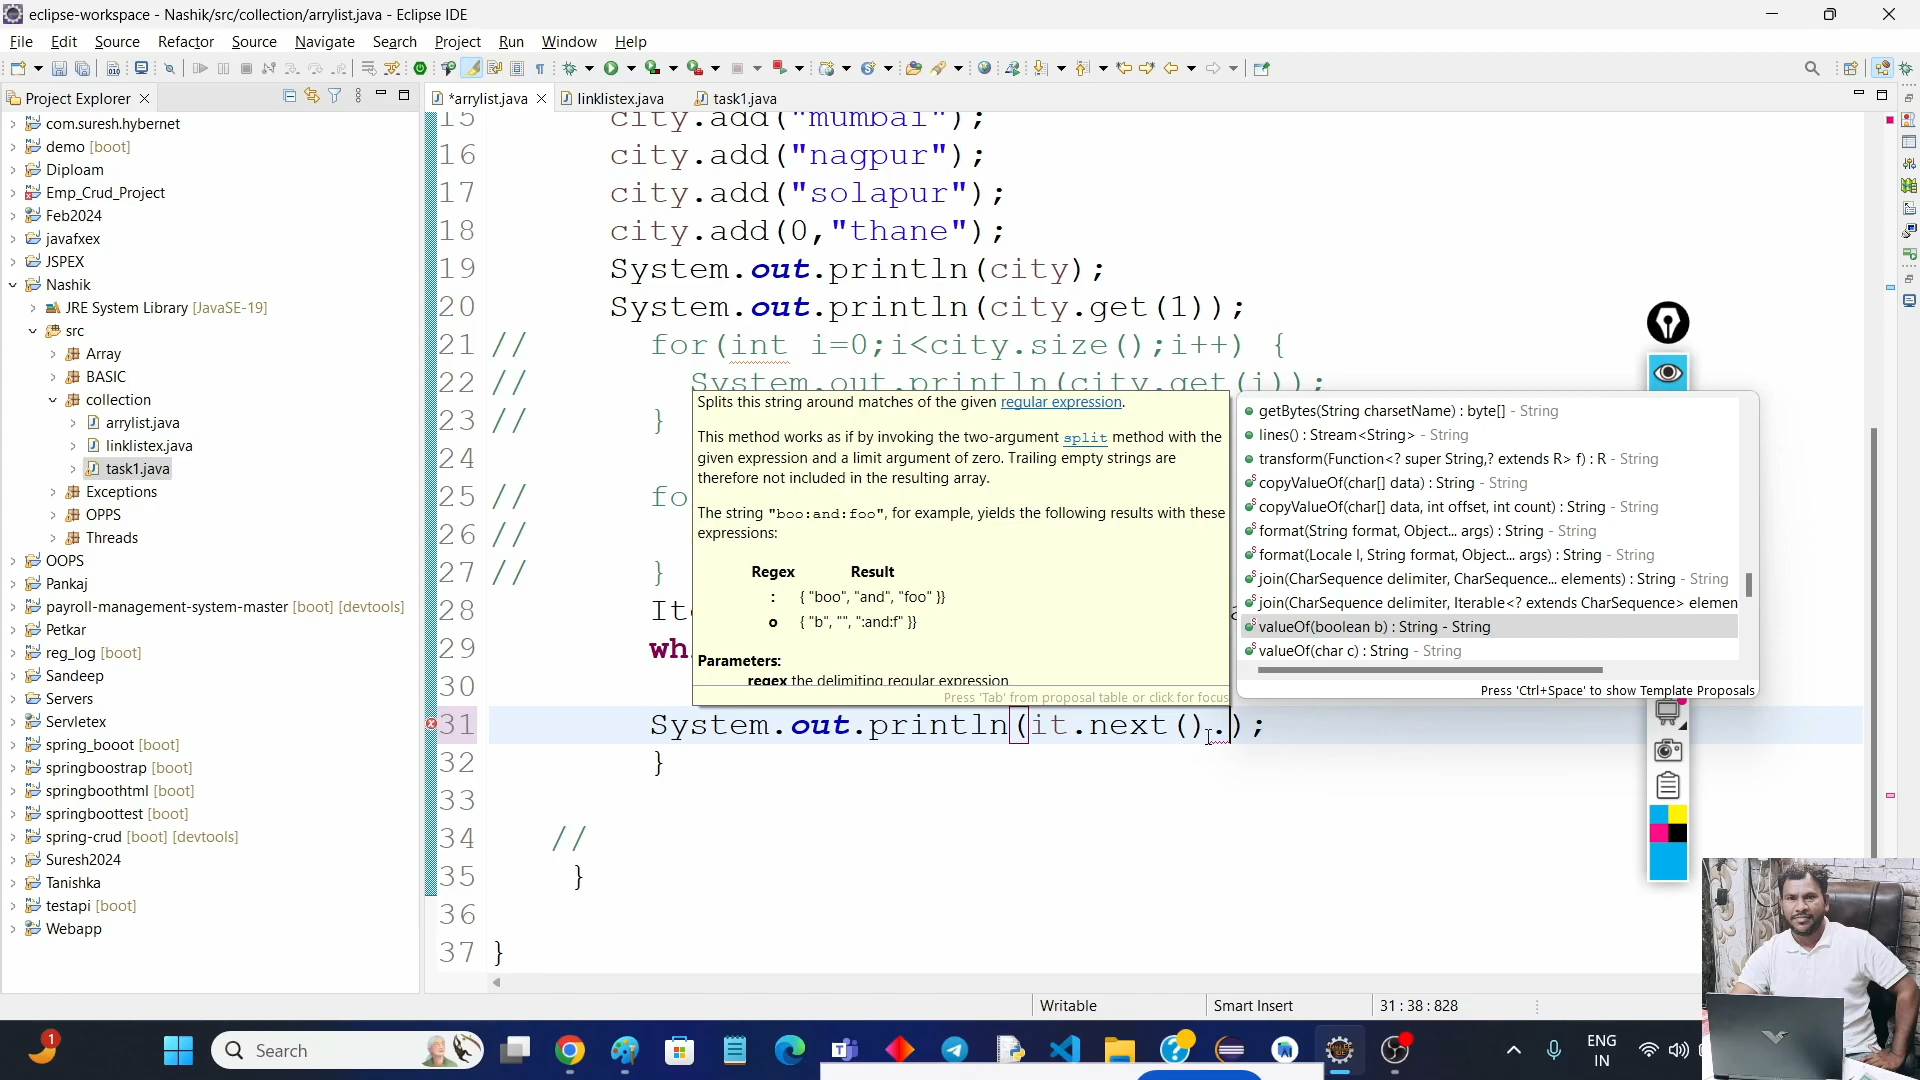 eclipse-workspace - Nashik/src/collection/arrylist.java - Eclipse IDE
File Edit Source Refactor Source Navigate Search Project Run Window Help
Project Explorer
*arrylist.java
linklistex.java
task1.java
com.suresh.hybernet
demo [boot]
Diploam
Emp_Crud_Project
Feb2024
javafxex
JSPEX
Nashik
JRE System Library [JavaSE-19]
src
Array
BASIC
collection
arrylist.java
linklistex.java
task1.java
Exceptions
OPPS
Threads
OOPS
Pankaj
payroll-management-system-master [boot] [devtools]
Petkar
reg_log [boot]
Sandeep
Servers
Servletex
spring_booot [boot]
springboostrap [boot]
springboothtml [boot]
springboottest [boot]
spring-crud [boot] [devtools]
Suresh2024
Tanishka
testapi [boot]
Webapp
15 city.add("mumbai");
16 city.add("nagpur");
17 city.add("solapur");
18 city.add(0,"thane");
19 System.out.println(city);
20 System.out.println(city.get(1));
21 // for(int i=0;i<city.size();i++) {
22 // System.out.println(city.get(i));
23 // }
24
25 // fo
26 //
27 // }
28 Ite
29 whi
30
31 System.out.println(it.next().);
32 }
33
34 //
35 }
36
37 }
Splits this string around matches of the given regular expression.
This method works as if by invoking the two-argument split method with the
given expression and a limit argument of zero. Trailing empty strings are
therefore not included in the resulting array.
The string "boo:and:foo", for example, yields the following results with these
expressions:
Regex Result
: { "boo", "and", "foo" }}
o { "b", "", ":and:f" }}
Parameters:
regex the delimiting regular expression
Press 'Tab' from proposal table or click for focus
getBytes(String charsetName) : byte[] - String
lines() : Stream<String> - String
transform(Function<? super String,? extends R> f) : R - String
copyValueOf(char[] data) : String - String
copyValueOf(char[] data, int offset, int count) : String - String
format(String format, Object... args) : String - String
format(Locale l, String format, Object... args) : String - String
join(CharSequence delimiter, CharSequence... elements) : String - String
join(CharSequence delimiter, Iterable<? extends CharSequence> elemen
valueOf(boolean b) : String - String
valueOf(char c) : String - String
Press 'Ctrl+Space' to show Template Proposals
Writable
Smart Insert
31 : 38 : 828
1
Search
ENG
IN